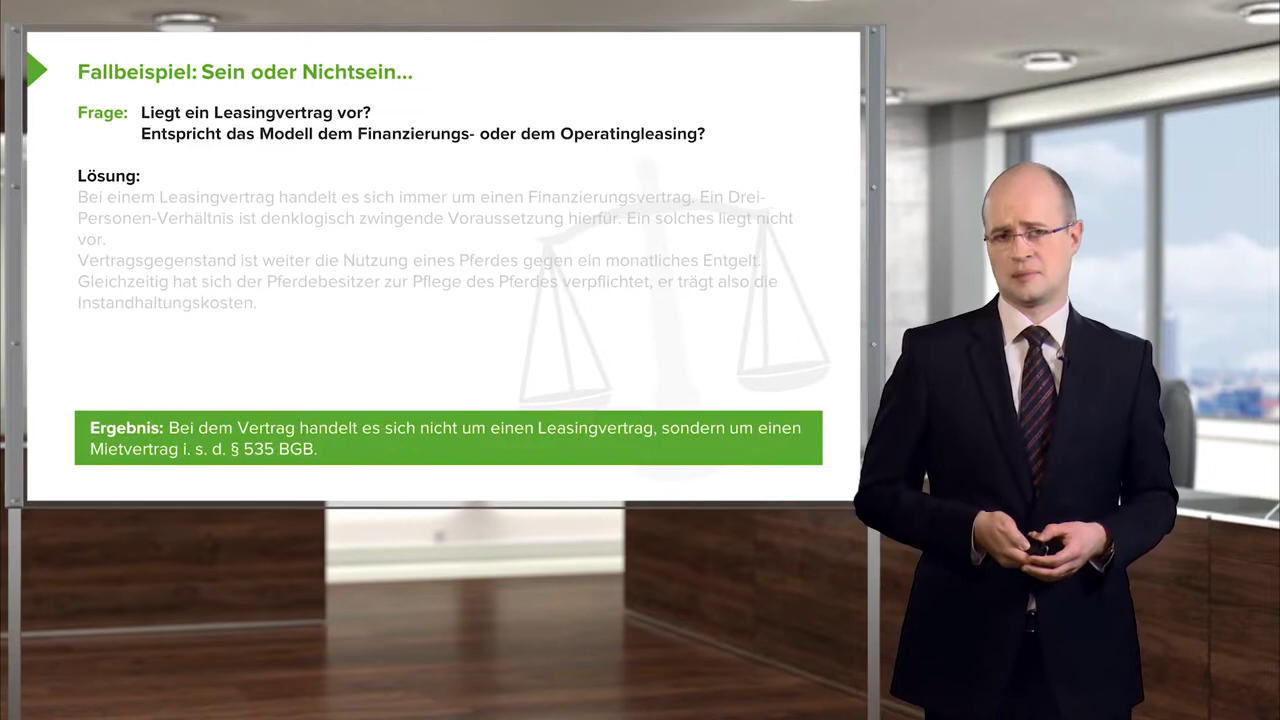 Fallbeispiel: Sein oder Nichtsein...
Frage: Liegt ein Leasingvertrag vor?
Entspricht das Modell dem Finanzierungs- oder dem Operatingleasing?
Lösung:
Bei einem Leasingvertrag handelt es sich immer um einen Finanzierungsvertrag. Ein Drei-
Personen-Verhältnis ist denklogisch zwingende Voraussetzung hierfür. Ein solches liegt nicht
vor.
Vertragsgegenstand ist weiter die Nutzung eines Pferdes gegen ein monatliches Entgelt.
Gleichzeitig hat sich der Pferdebesitzer zur Pflege des Pferdes verpflichtet, er trägt also die
Instandhaltungskosten.
Ergebnis: Bei dem Vertrag handelt es sich nicht um einen Leasingvertrag, sondern um einen
Mietvertrag i. s. d. § 535 BGB.